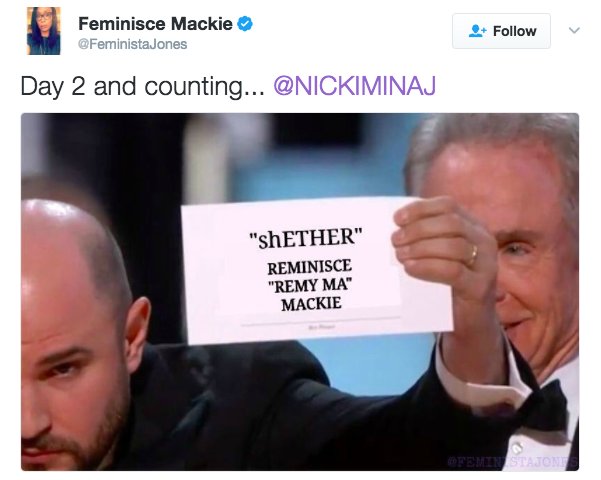 Feminisce Mackie
@FeministaJones
Follow
Day 2 and counting... @NICKIMINAJ
"shETHER"
REMINISCE
"REMY MA"
MACKIE
@FEMINISTAJONES